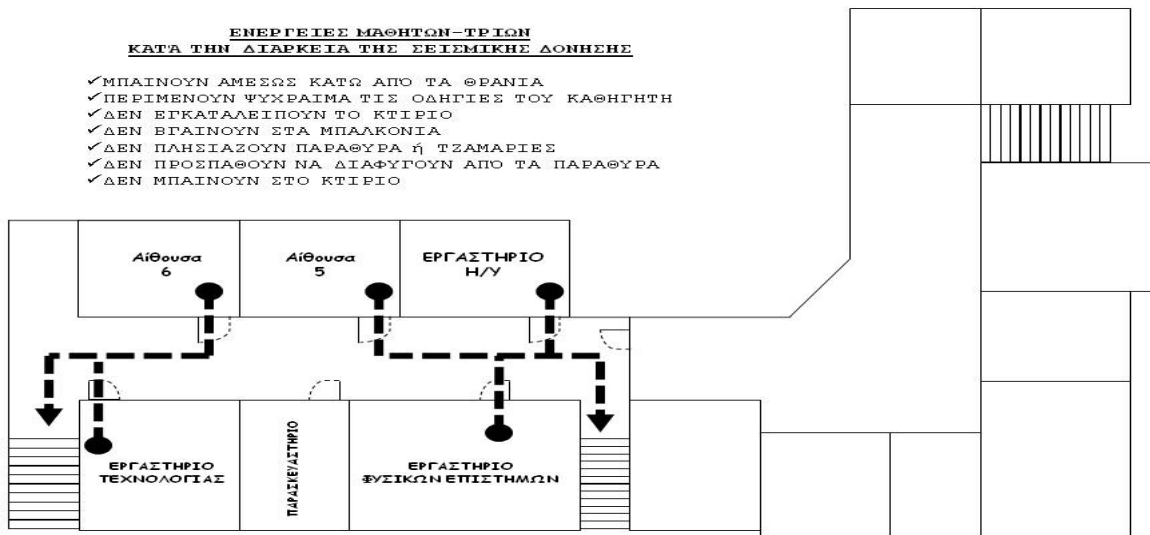 ΕΝΕΡΓΕΙΕΣ ΜΑΘΗΤΩΝ-ΤΡΙΩΝ
ΚΑΤΆ ΤΗΝ ΔΙΑΡΚΕΙΑ ΤΗΣ ΣΕΙΣΜΙΚΗΣ ΔΟΝΗΣΗΣ
✓ΜΠΑΙΝΟΥΝ ΑΜΕΣΩΣ ΚΑΤΩ ΑΠΌ ΤΑ ΘΡΑΝΙΑ
✓ΠΕΡΙΜΕΝΟΥΝ ΨΥΧΡΑΙΜΑ ΤΙΣ ΟΔΗΓΙΕΣ ΤΟΥ ΚΑΘΗΓΗΤΗ
✓ΔΕΝ ΕΓΚΑΤΑΛΕΙΠΟΥΝ ΤΟ ΚΤΙΡΙΟ
✓ΔΕΝ ΒΓΑΙΝΟΥΝ ΣΤΑ ΜΠΑΛΚΟΝΙΑ
✓ΔΕΝ ΠΛΗΣΙΑΖΟΥΝ ΠΑΡΑΘΥΡΑ ή ΤΖΑΜΑΡΙΕΣ
✓ΔΕΝ ΠΡΟΣΠΑΘΟΥΝ ΝΑ ΔΙΑΦΥΓΟΥΝ ΑΠΌ ΤΑ ΠΑΡΑΘΥΡΑ
✓ΔΕΝ ΜΠΑΙΝΟΥΝ ΣΤΟ ΚΤΙΡΙΟ
Αίθουσα
6
Αίθουσα
5
ΕΡΓΑΣΤΗΡΙΟ
Η/Υ
ΕΡΓΑΣΤΗΡΙΟ
ΤΕΧΝΟΛΟΓΙΑΣ
ΠΑΡΑΣΚΕΥΑΣΤΗΡΙΟ
ΕΡΓΑΣΤΗΡΙΟ
ΦΥΣΙΚΩΝ ΕΠΙΣΤΗΜΩΝ